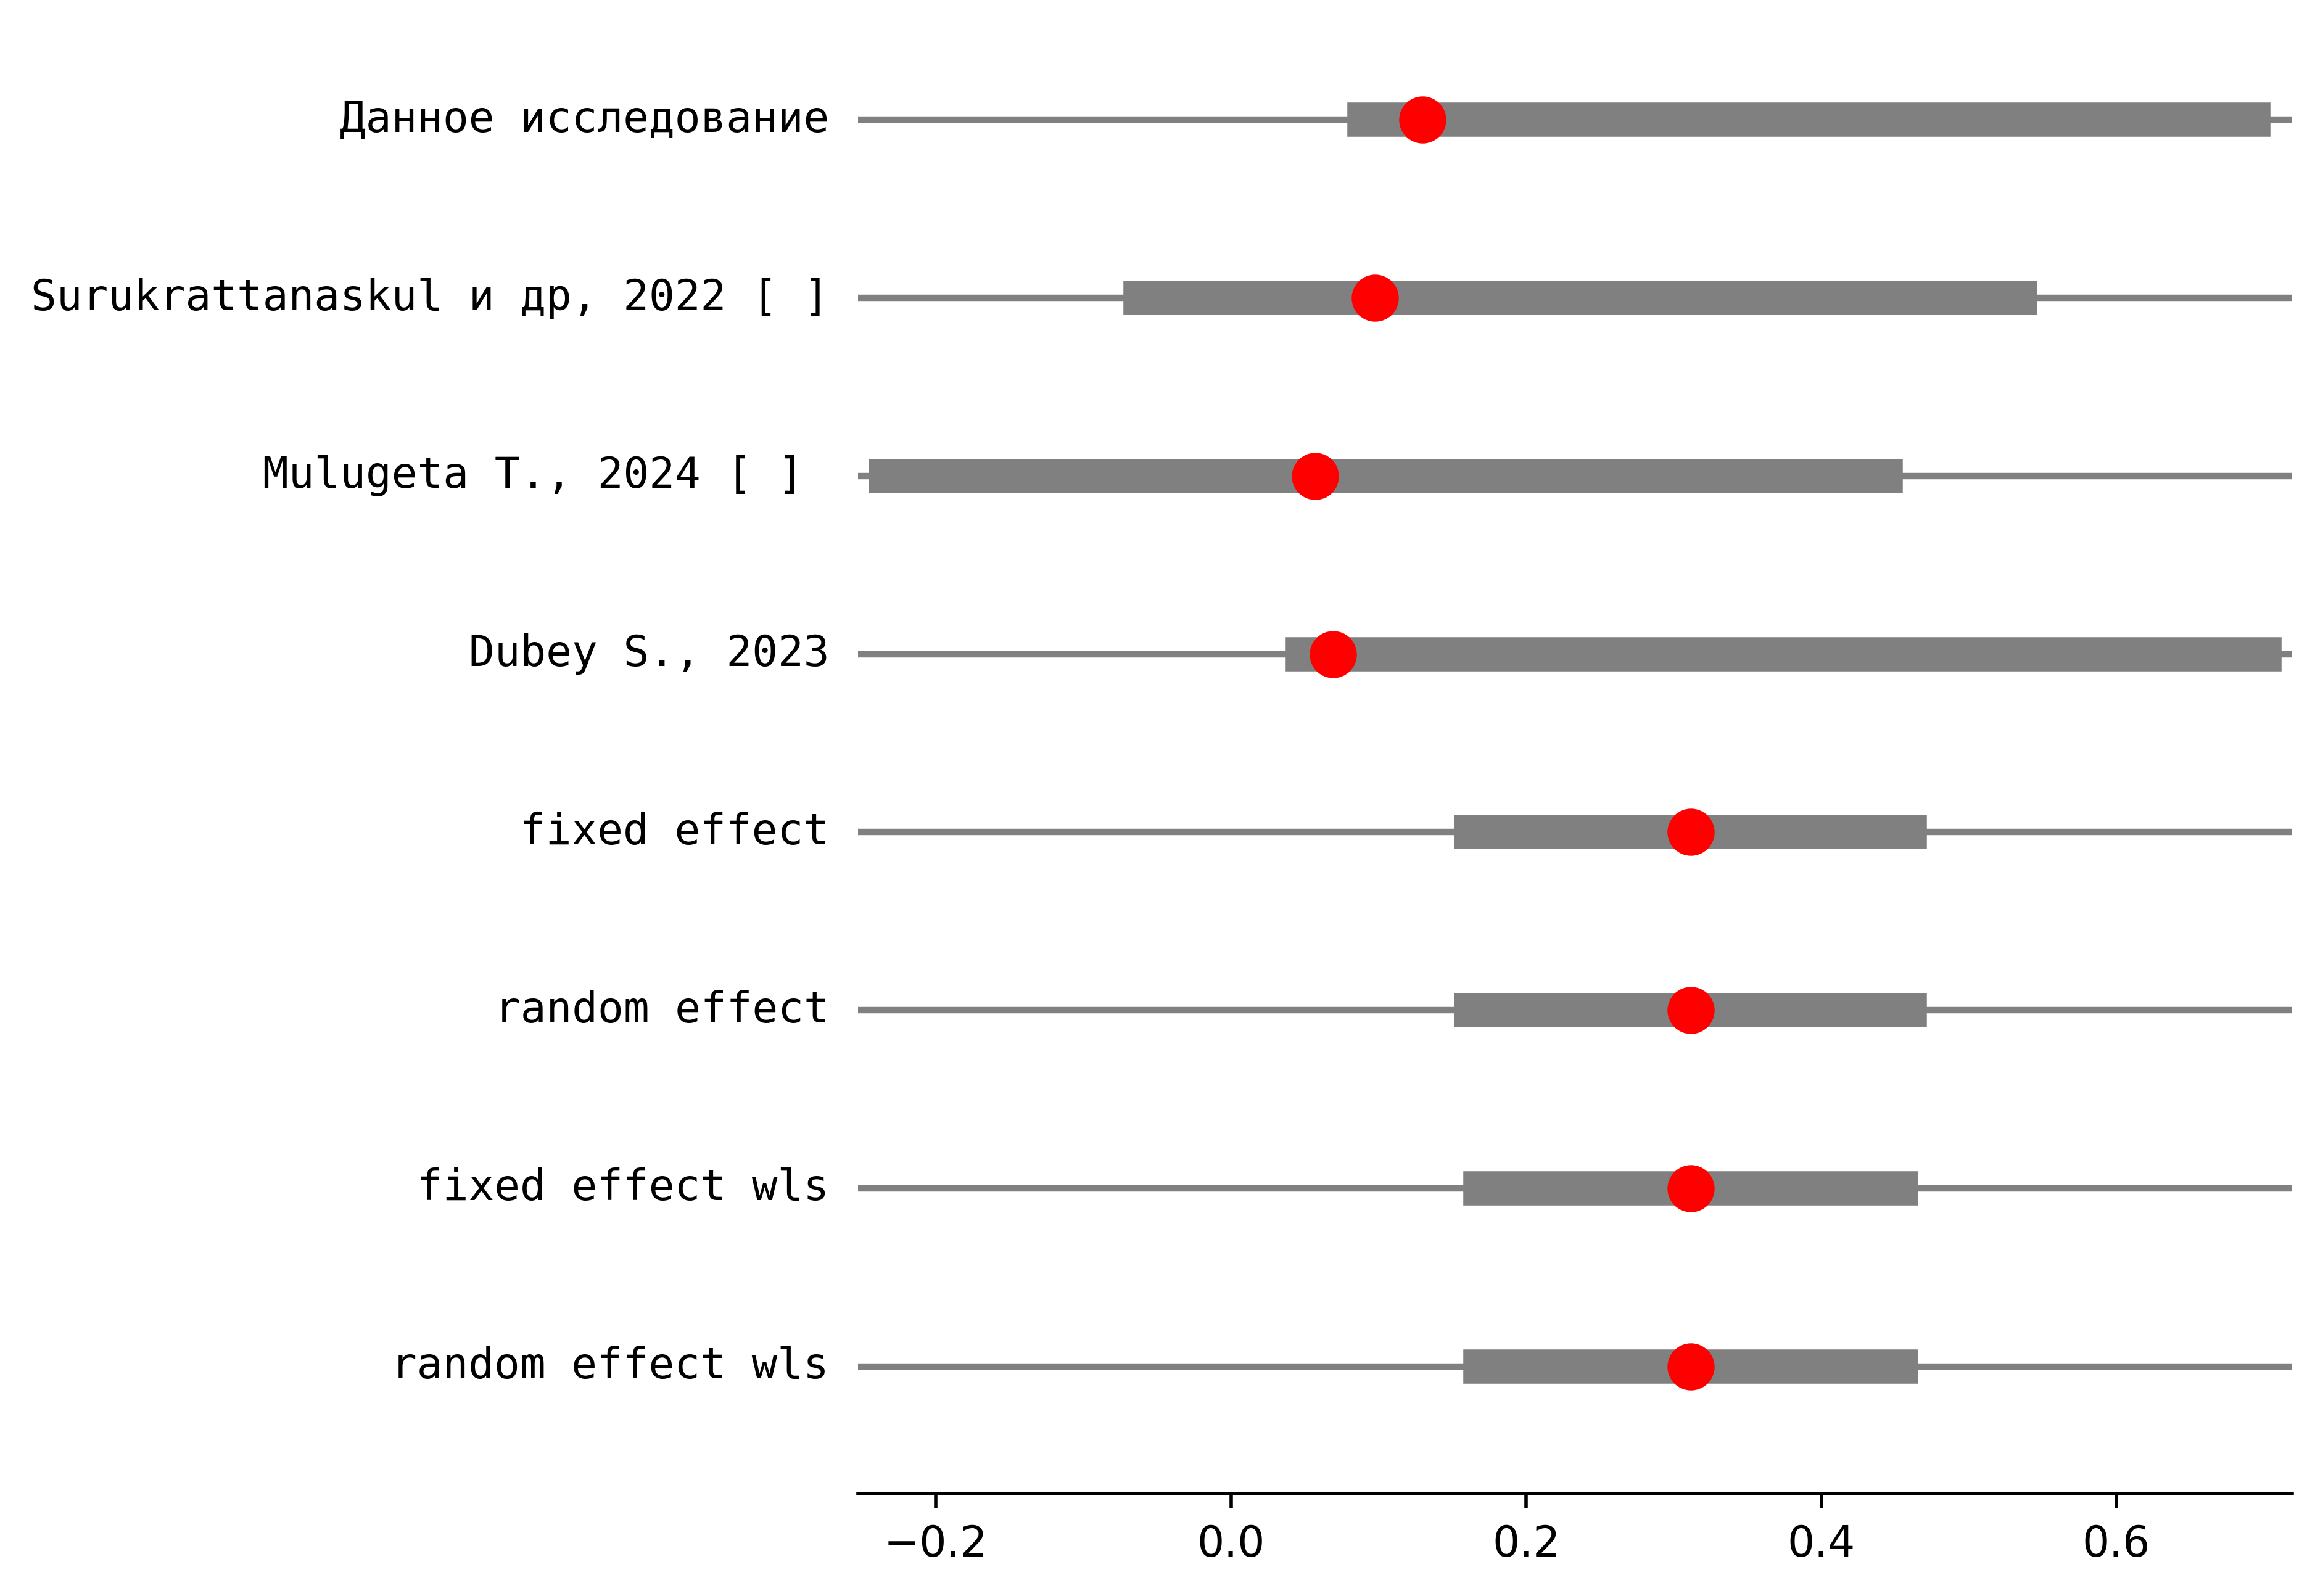 Данное исследование
Surukrattanaskul и др, 2022 [ ]
Mulugeta T., 2024 [ ]
Dubey S., 2023
fixed effect
random effect
fixed effect wls
random effect wls
−0.2 0.0 0.2 0.4 0.6